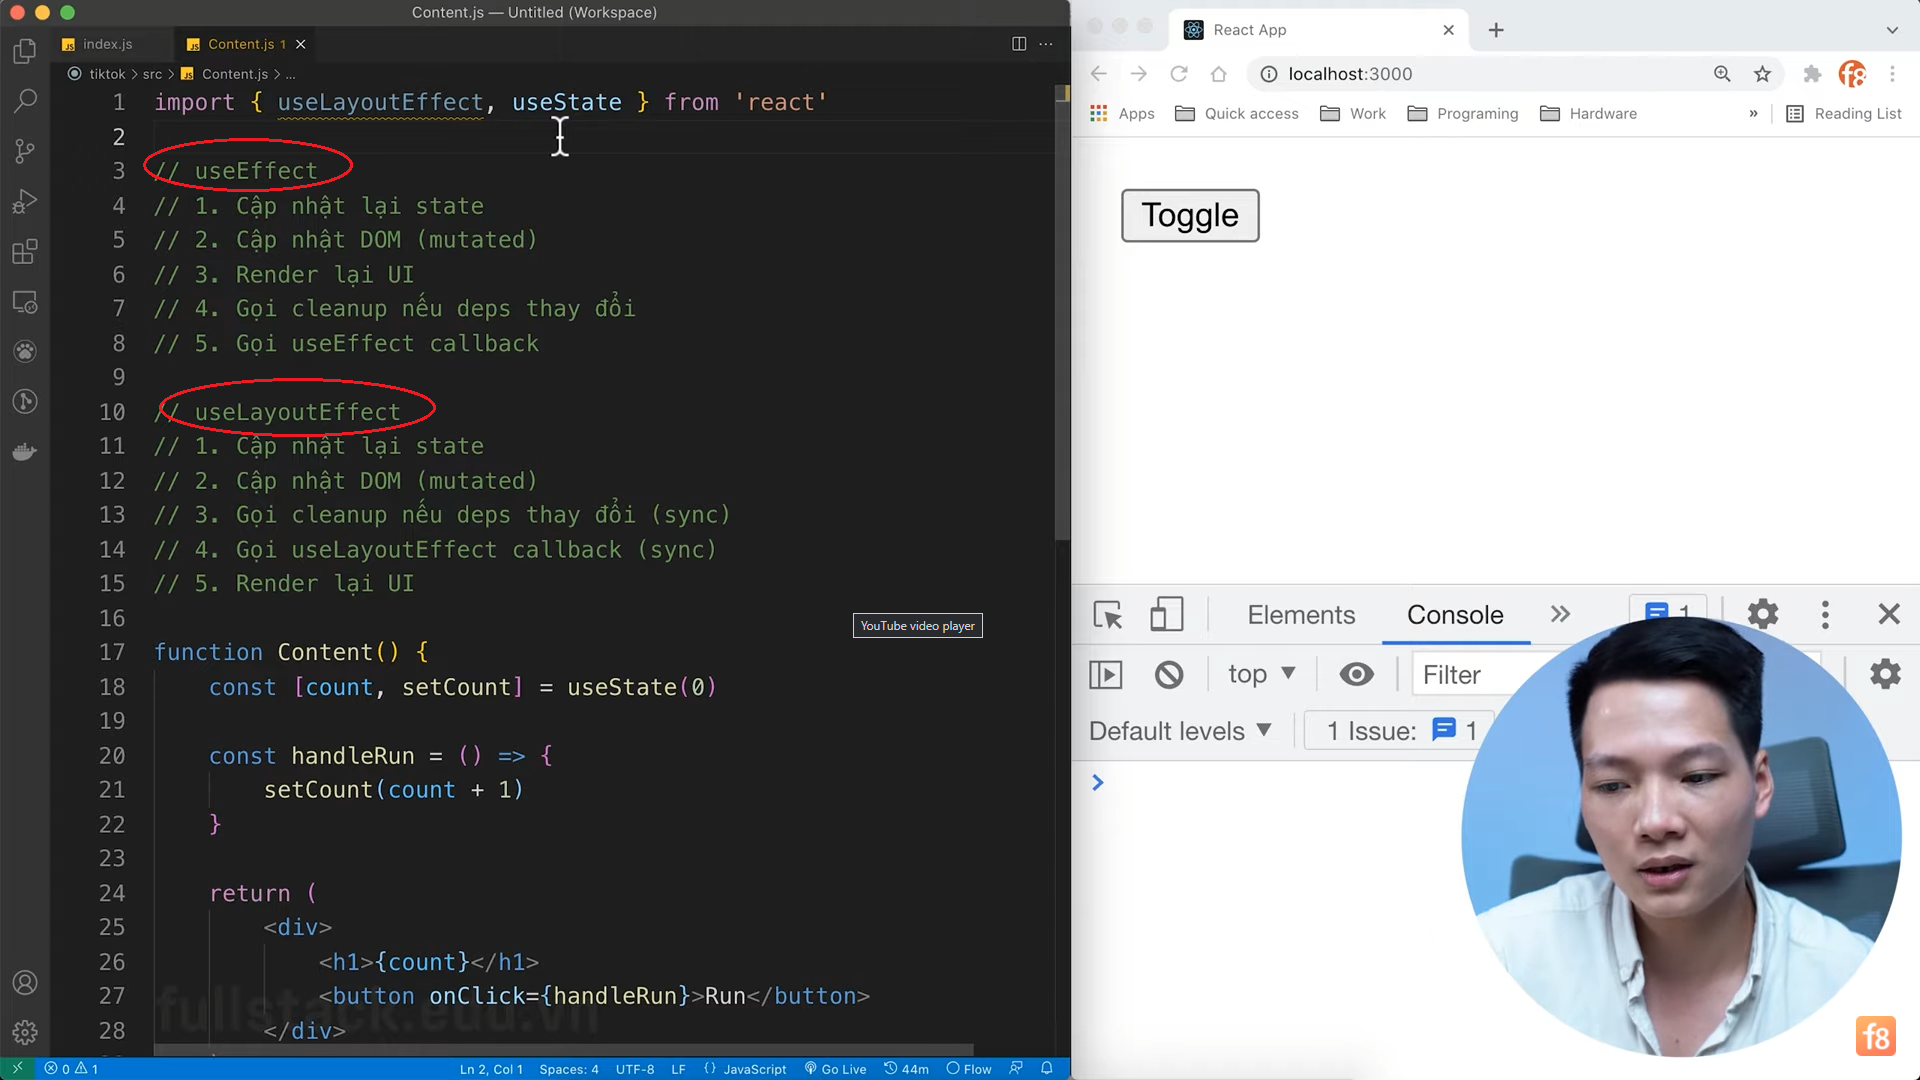 Content.js — Untitled (Workspace)
index.js
Content.js 1
tiktok > src > Content.js > ...
1 import { useLayoutEffect, useState } from 'react'
2
3 // useEffect
4 // 1. Cập nhật lại state
5 // 2. Cập nhật DOM (mutated)
6 // 3. Render lại UI
7 // 4. Gọi cleanup nếu deps thay đổi
8 // 5. Gọi useEffect callback
9
10 // useLayoutEffect
11 // 1. Cập nhật lại state
12 // 2. Cập nhật DOM (mutated)
13 // 3. Gọi cleanup nếu deps thay đổi (sync)
14 // 4. Gọi useLayoutEffect callback (sync)
15 // 5. Render lại UI
16
17 function Content() {
18 const [count, setCount] = useState(0)
19
20 const handleRun = () => {
21 setCount(count + 1)
22 }
23
24 return (
25 <div>
26 <h1>{count}</h1>
27 <button onClick={handleRun}>Run</button>
28 </div>
fullstack.edu.vn
YouTube video player
0 1
Ln 2, Col 1 Spaces: 4 UTF-8 LF {} JavaScript Go Live 44m Flow
React App
localhost:3000
f8
Apps Quick access Work Programing Hardware » Reading List
Toggle
Elements Console » 1
top Filter
Default levels 1 Issue: 1
f8